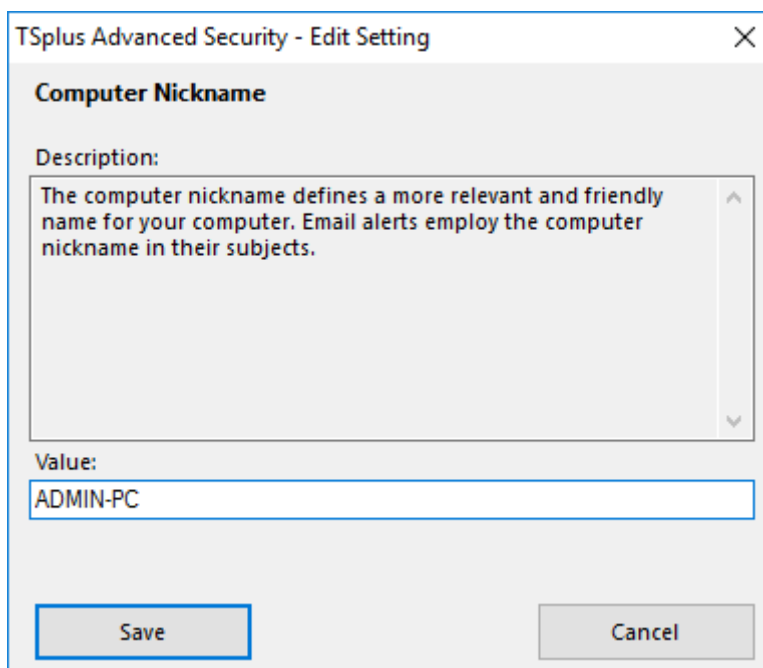 TSplus Advanced Security - Edit Setting
Computer Nickname
Description:
The computer nickname defines a more relevant and friendly
name for your computer. Email alerts employ the computer
nickname in their subjects.
Value:
ADMIN-PC
Save
Cancel